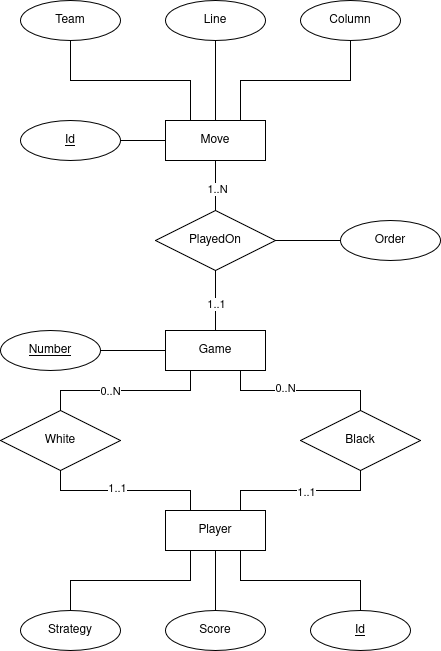 Team
Line
Column
Id
Move
1..N
PlayedOn
Order
1..1
Number
Game
0..N
0..N
White
Black
1..1
1..1
Player
Strategy
Score
Id